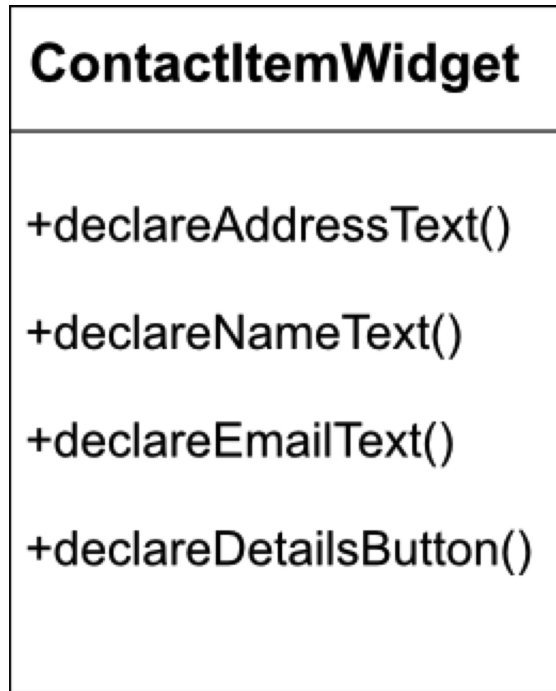 ContactItemWidget
+declareAddressText()
+declareNameText()
+declareEmailText()
+declareDetailsButton()